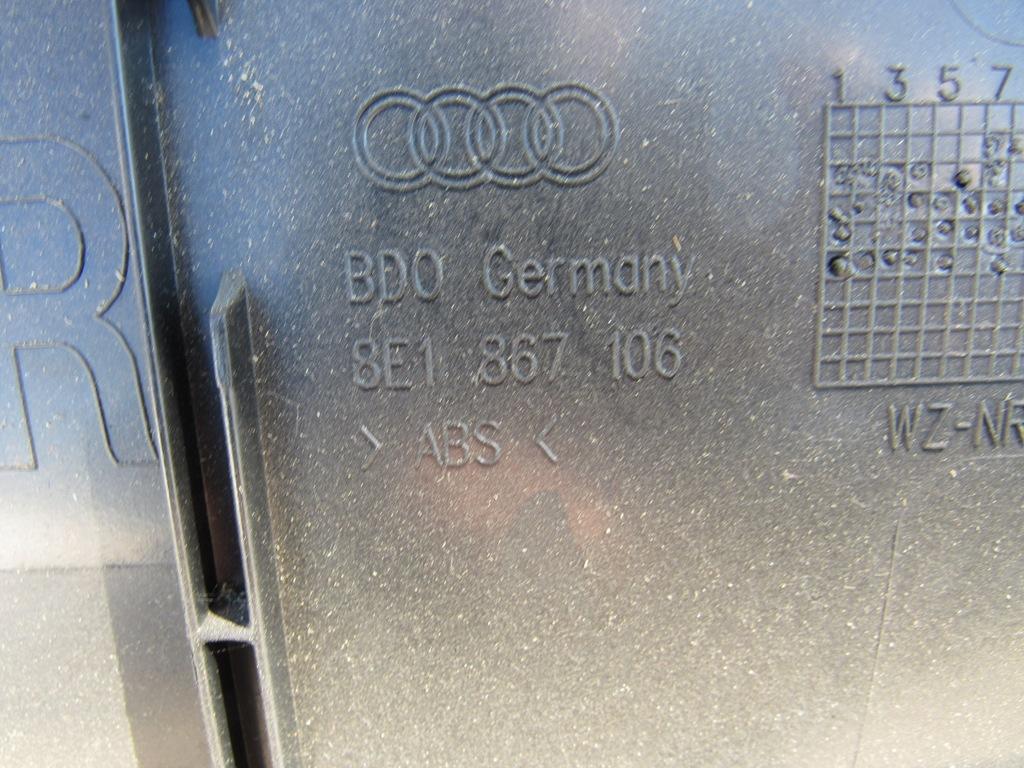 R
1 3 5 7
BDO Germany
8E1 867 106
> ABS <
WZ-NR